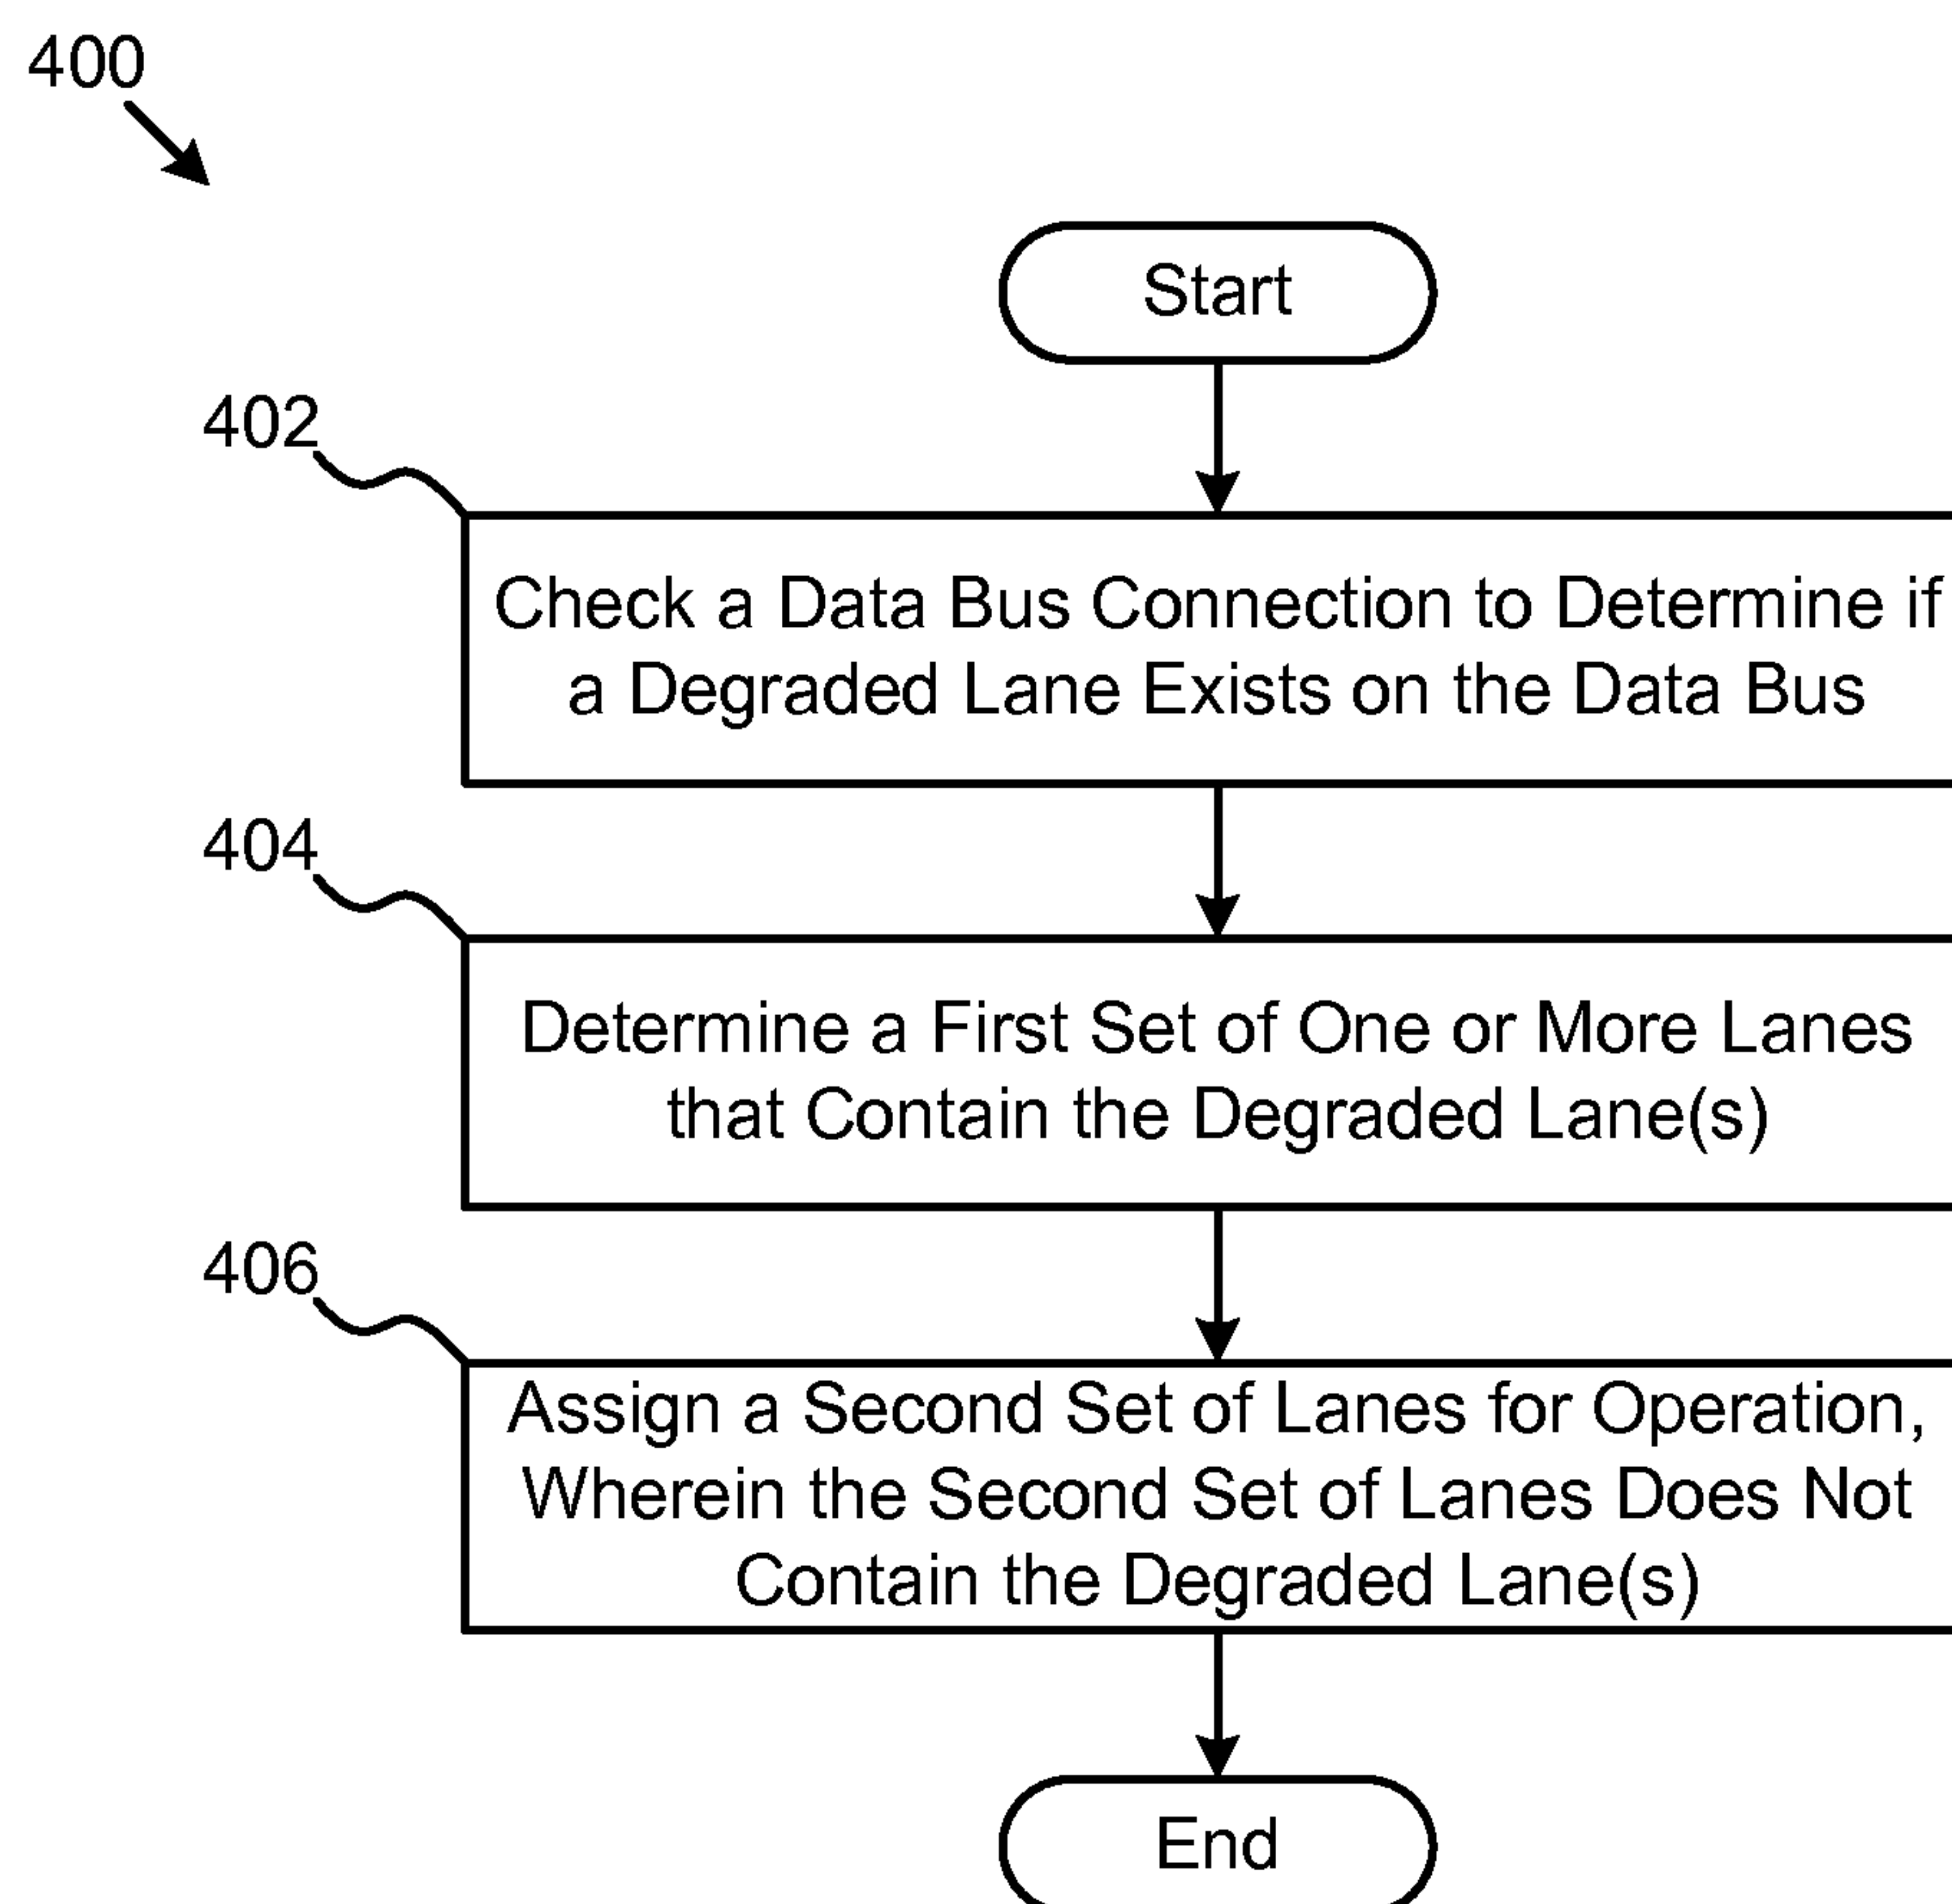 400
Start
402
Check a Data Bus Connection to Determine if
a Degraded Lane Exists on the Data Bus
404
Determine a First Set of One or More Lanes
that Contain the Degraded Lane(s)
406
Assign a Second Set of Lanes for Operation,
Wherein the Second Set of Lanes Does Not
Contain the Degraded Lane(s)
End